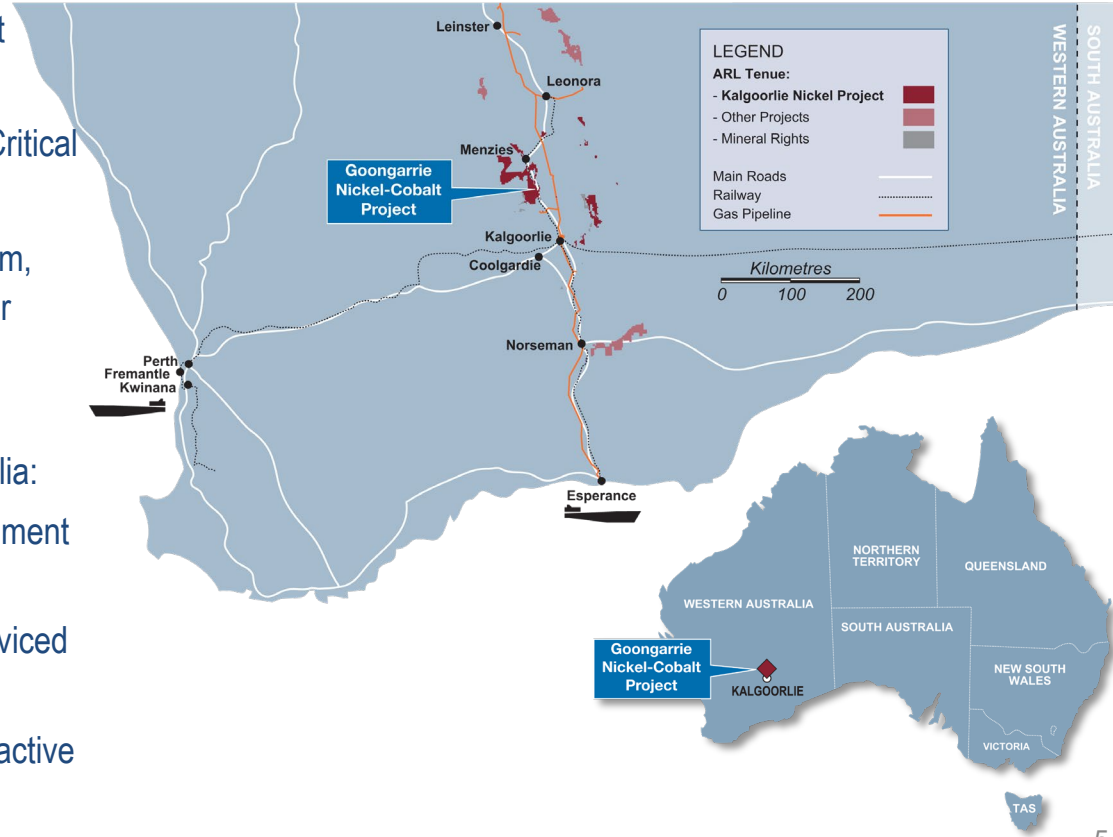 t
Critical
m,
r
lia:
ment
viced
active
Leinster
Leonora
Menzies
Goongarrie
Nickel-Cobalt
Project
Kalgoorlie
Coolgardie
Norseman
Perth
Fremantle
Kwinana
Esperance
LEGEND
ARL Tenue:
- Kalgoorlie Nickel Project
- Other Projects
- Mineral Rights
Main Roads
Railway
Gas Pipeline
WESTERN AUSTRALIA
SOUTH AUSTRALIA
Kilometres
0 100 200
NORTHERN
TERRITORY
QUEENSLAND
WESTERN AUSTRALIA
SOUTH AUSTRALIA
Goongarrie
Nickel-Cobalt
Project
KALGOORLIE
NEW SOUTH
WALES
VICTORIA
TAS